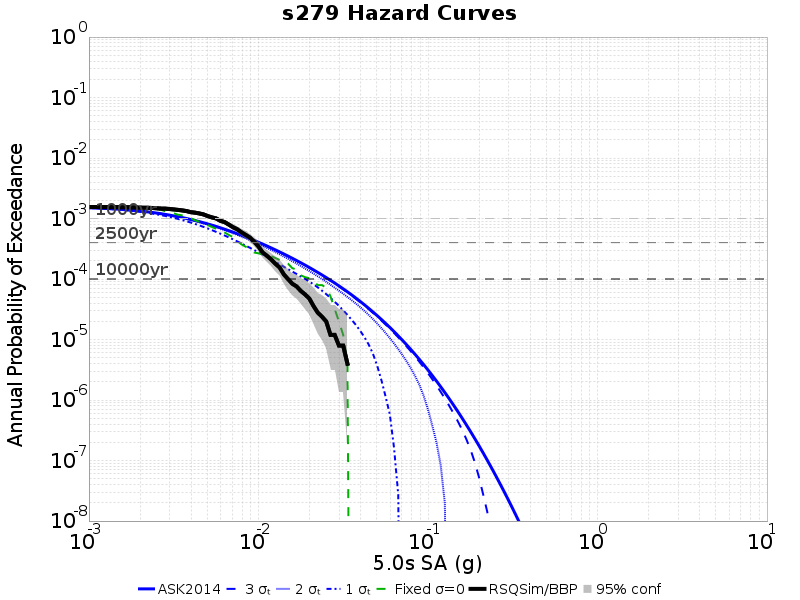 s279 Hazard Curves
Annual Probability of Exceedance
10^0
10^-1
10^-2
10^-3
10^-4
10^-5
10^-6
10^-7
10^-8
1000yr
2500yr
10000yr
10^-3 10^-2 10^-1 10^0 10^1
5.0s SA (g)
ASK2014 3 σₜ 2 σₜ 1 σₜ Fixed σ=0 RSQSim/BBP 95% conf